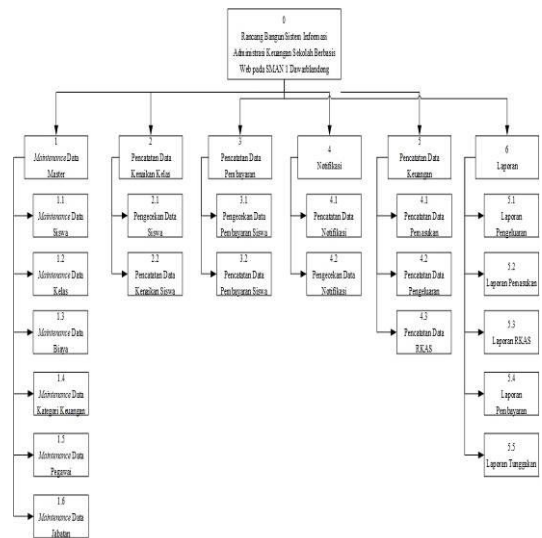 0
Rancang Bangun Sistem Informasi
Administrasi Keuangan Sekolah Berbasis
Web pada SMAN 1 Dawarblandong
1
Maintenance Data
Master
2
Pencatatan Data
Kenaikan Kelas
3
Pencatatan Data
Pembayaran
4
Notifikasi
5
Pencatatan Data
Keuangan
6
Laporan
1.1
Maintenance Data
Siswa
1.2
Maintenance Data
Kelas
1.3
Maintenance Data
Biaya
1.4
Maintenance Data
Kategori Keuangan
1.5
Maintenance Data
Pegawai
1.6
Maintenance Data
Jabatan
2.1
Pengecekan Data
Siswa
2.2
Pencatatan Data
Kenaikan Siswa
3.1
Pengecekan Data
Pembayaran Siswa
3.2
Pencatatan Data
Pembayaran Siswa
4.1
Pencatatan Data
Notifikasi
4.2
Pengecekan Data
Notifikasi
4.1
Pencatatan Data
Pemasukan
4.2
Pencatatan Data
Pengeluaran
4.3
Pencatatan Data
RKAS
5.1
Laporan
Pengeluaran
5.2
Laporan Pemasukan
5.3
Laporan RKAS
5.4
Laporan
Pembayaran
5.5
Laporan Tunggakan